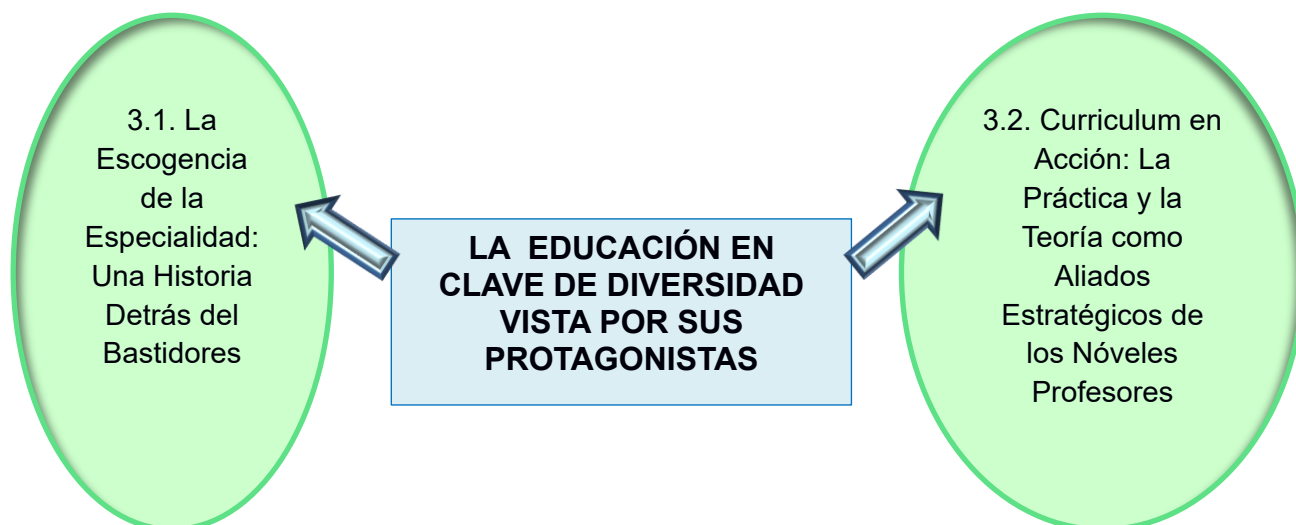 3.1. La
Escogencia
de la
Especialidad:
Una Historia
Detrás del
Bastidores
LA EDUCACIÓN EN
CLAVE DE DIVERSIDAD
VISTA POR SUS
PROTAGONISTAS
3.2. Curriculum en
Acción: La
Práctica y la
Teoría como
Aliados
Estratégicos de
los Nóveles
Profesores